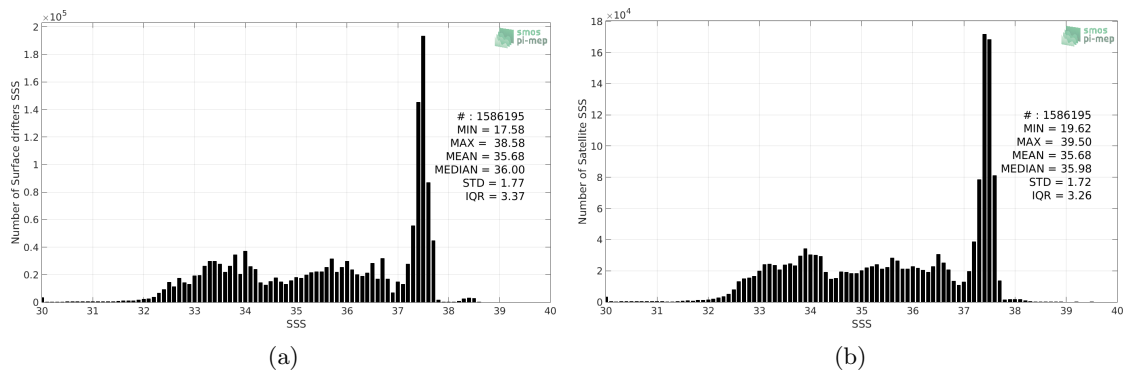 ×10^5
2
1.8
1.6
1.4
1.2
1
0.8
0.6
0.4
0.2
0
Number of Surface drifters SSS
smos
pi-mep
# : 1586195
MIN = 17.58
MAX = 38.58
MEAN = 35.68
MEDIAN = 36.00
STD = 1.77
IQR = 3.37
30 31 32 33 34 35 36 37 38 39 40
SSS
(a)
×10^4
18
16
14
12
10
8
6
4
2
0
Number of Satellite SSS
smos
pi-mep
# : 1586195
MIN = 19.62
MAX = 39.50
MEAN = 35.68
MEDIAN = 35.98
STD = 1.72
IQR = 3.26
30 31 32 33 34 35 36 37 38 39 40
SSS
(b)